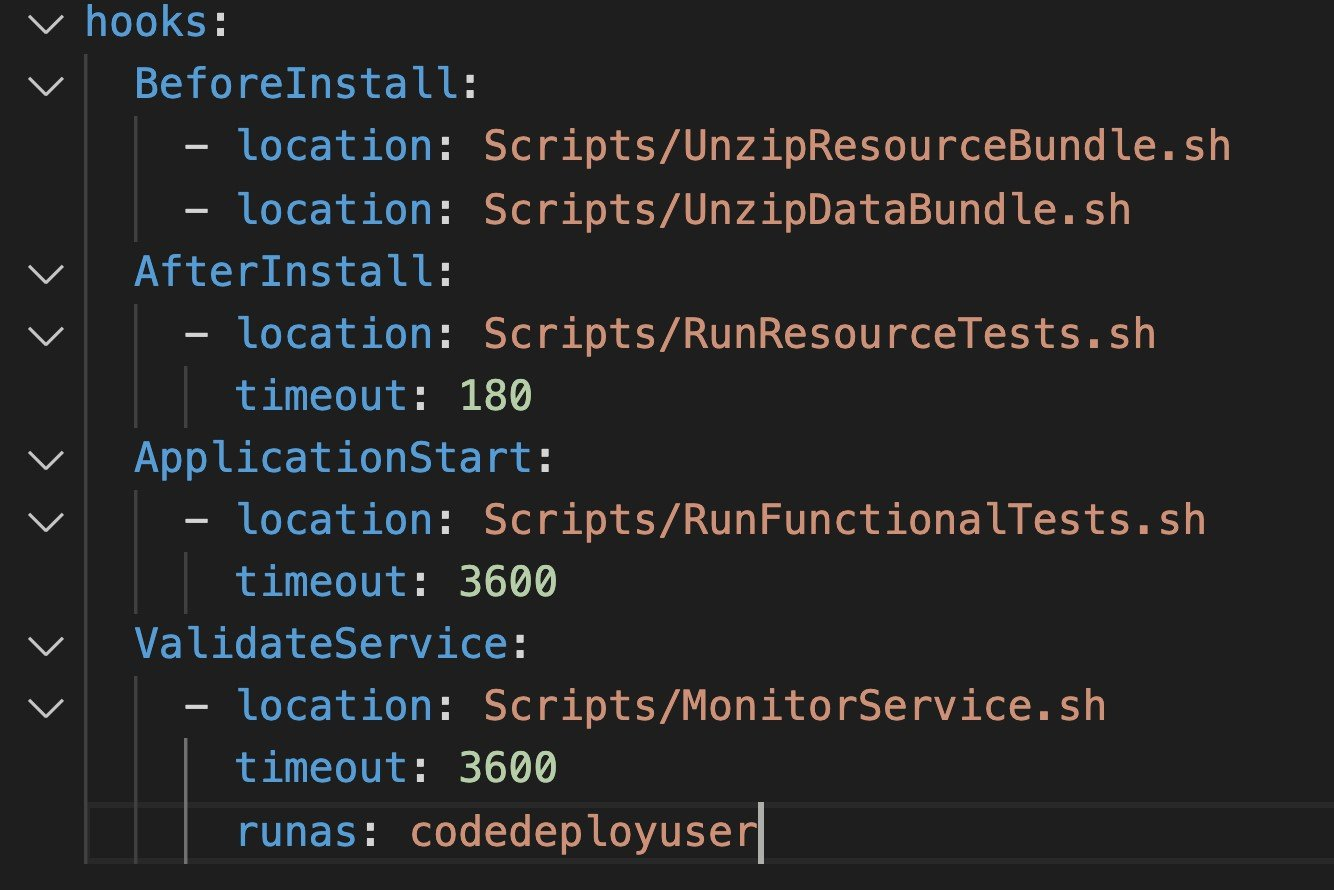 hooks:
  BeforeInstall:
    - location: Scripts/UnzipResourceBundle.sh
    - location: Scripts/UnzipDataBundle.sh
  AfterInstall:
    - location: Scripts/RunResourceTests.sh
      timeout: 180
  ApplicationStart:
    - location: Scripts/RunFunctionalTests.sh
      timeout: 3600
  ValidateService:
    - location: Scripts/MonitorService.sh
      timeout: 3600
      runas: codedeployuser